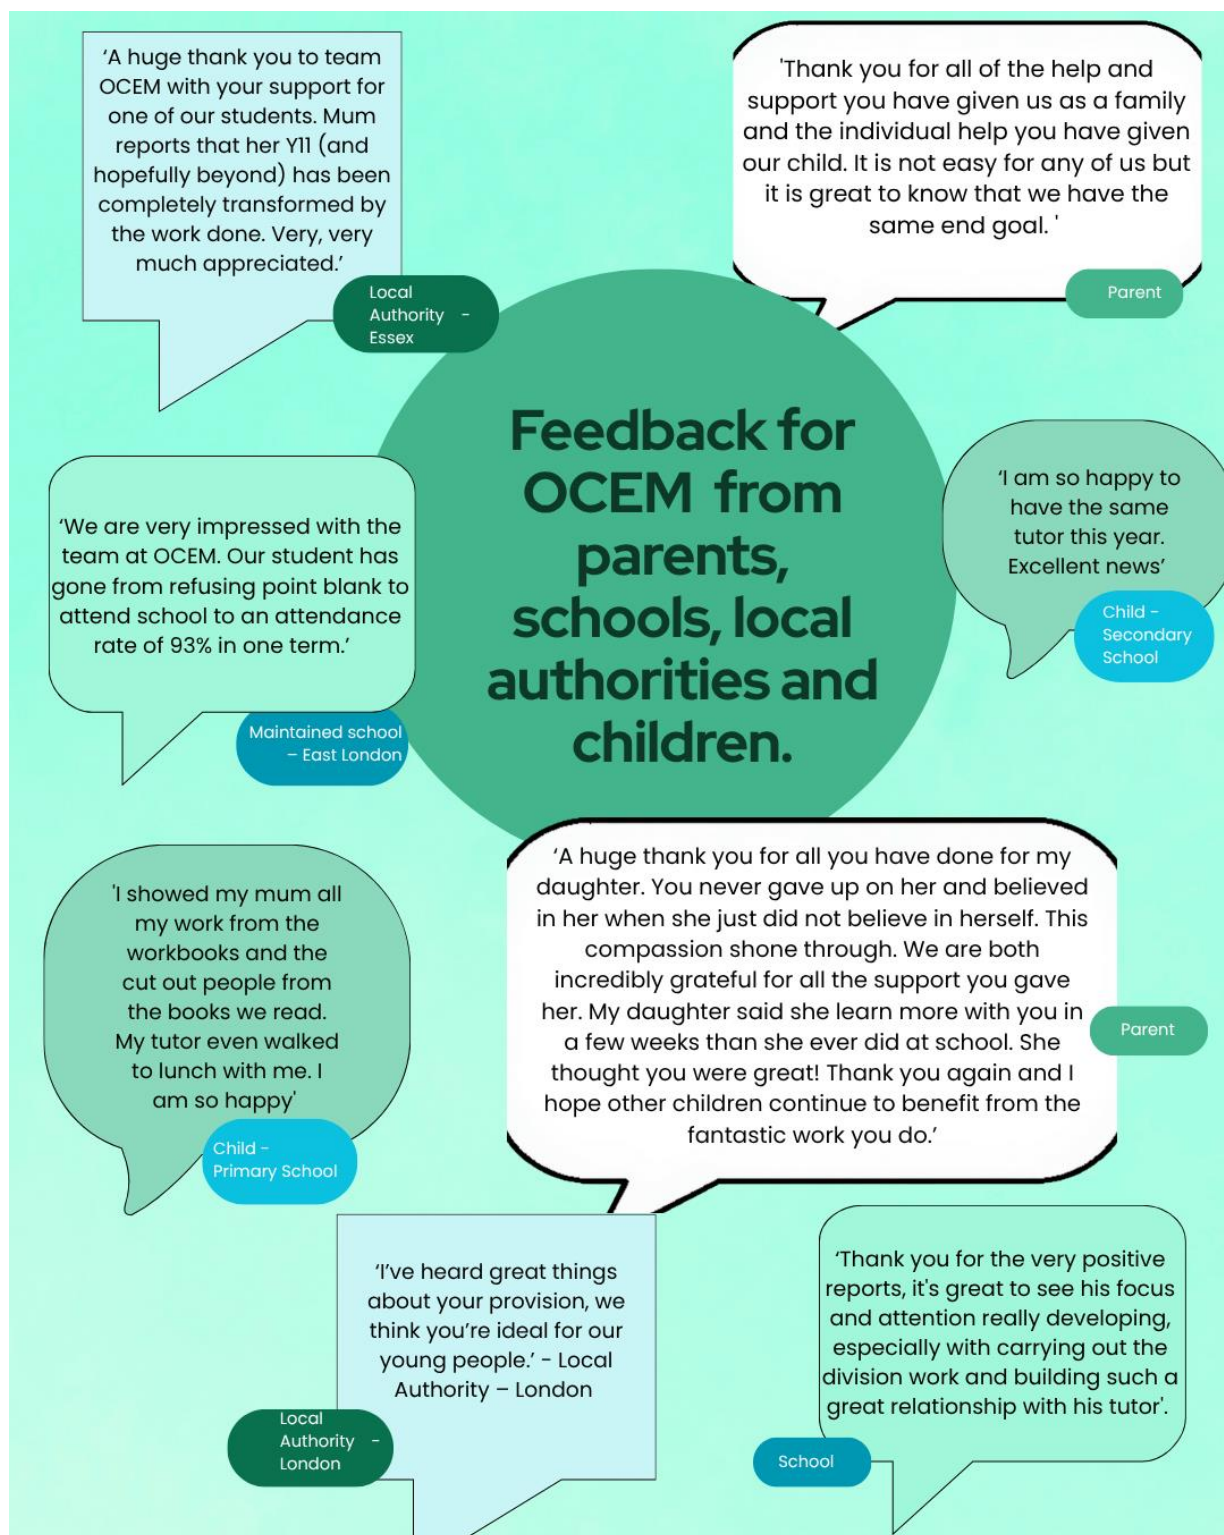 ‘A huge thank you to team
OCEM with your support for
one of our students. Mum
reports that her Y11 (and
hopefully beyond) has been
completely transformed by
the work done. Very, very
much appreciated.’
Local
Authority -
Essex
'Thank you for all of the help and
support you have given us as a family
and the individual help you have given
our child. It is not easy for any of us but
it is great to know that we have the
same end goal. '
Parent
Feedback for
OCEM from
parents,
schools, local
authorities and
children.
‘We are very impressed with the
team at OCEM. Our student has
gone from refusing point blank to
attend school to an attendance
rate of 93% in one term.’
Maintained school
– East London
‘I am so happy to
have the same
tutor this year.
Excellent news’
Child -
Secondary
School
'I showed my mum all
my work from the
workbooks and the
cut out people from
the books we read.
My tutor even walked
to lunch with me. I
am so happy'
Child -
Primary School
‘A huge thank you for all you have done for my
daughter. You never gave up on her and believed
in her when she just did not believe in herself. This
compassion shone through. We are both
incredibly grateful for all the support you gave
her. My daughter said she learn more with you in
a few weeks than she ever did at school. She
thought you were great! Thank you again and I
hope other children continue to benefit from the
fantastic work you do.’
Parent
‘I’ve heard great things
about your provision, we
think you’re ideal for our
young people.’ - Local
Authority – London
Local
Authority -
London
‘Thank you for the very positive
reports, it's great to see his focus
and attention really developing,
especially with carrying out the
division work and building such a
great relationship with his tutor'.
School